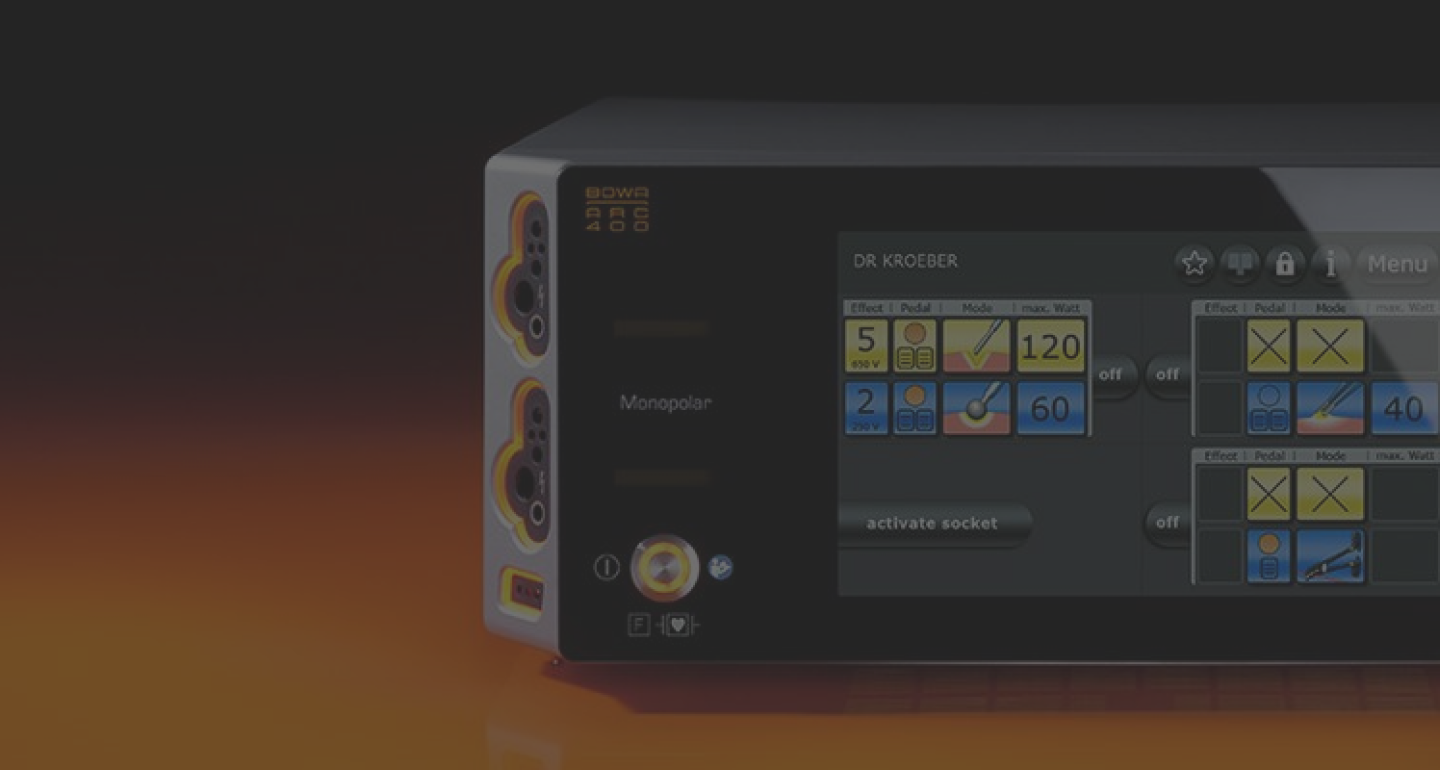 BOWA
ARC
400
DR KROEBER
i Menu
Effect Pedal Mode max. Watt
5
650 V
120
off
2
250 V
60
Monopolar
activate socket
Effect Pedal Mode max. Watt
off
40
Effect Pedal Mode max. Watt
off
F